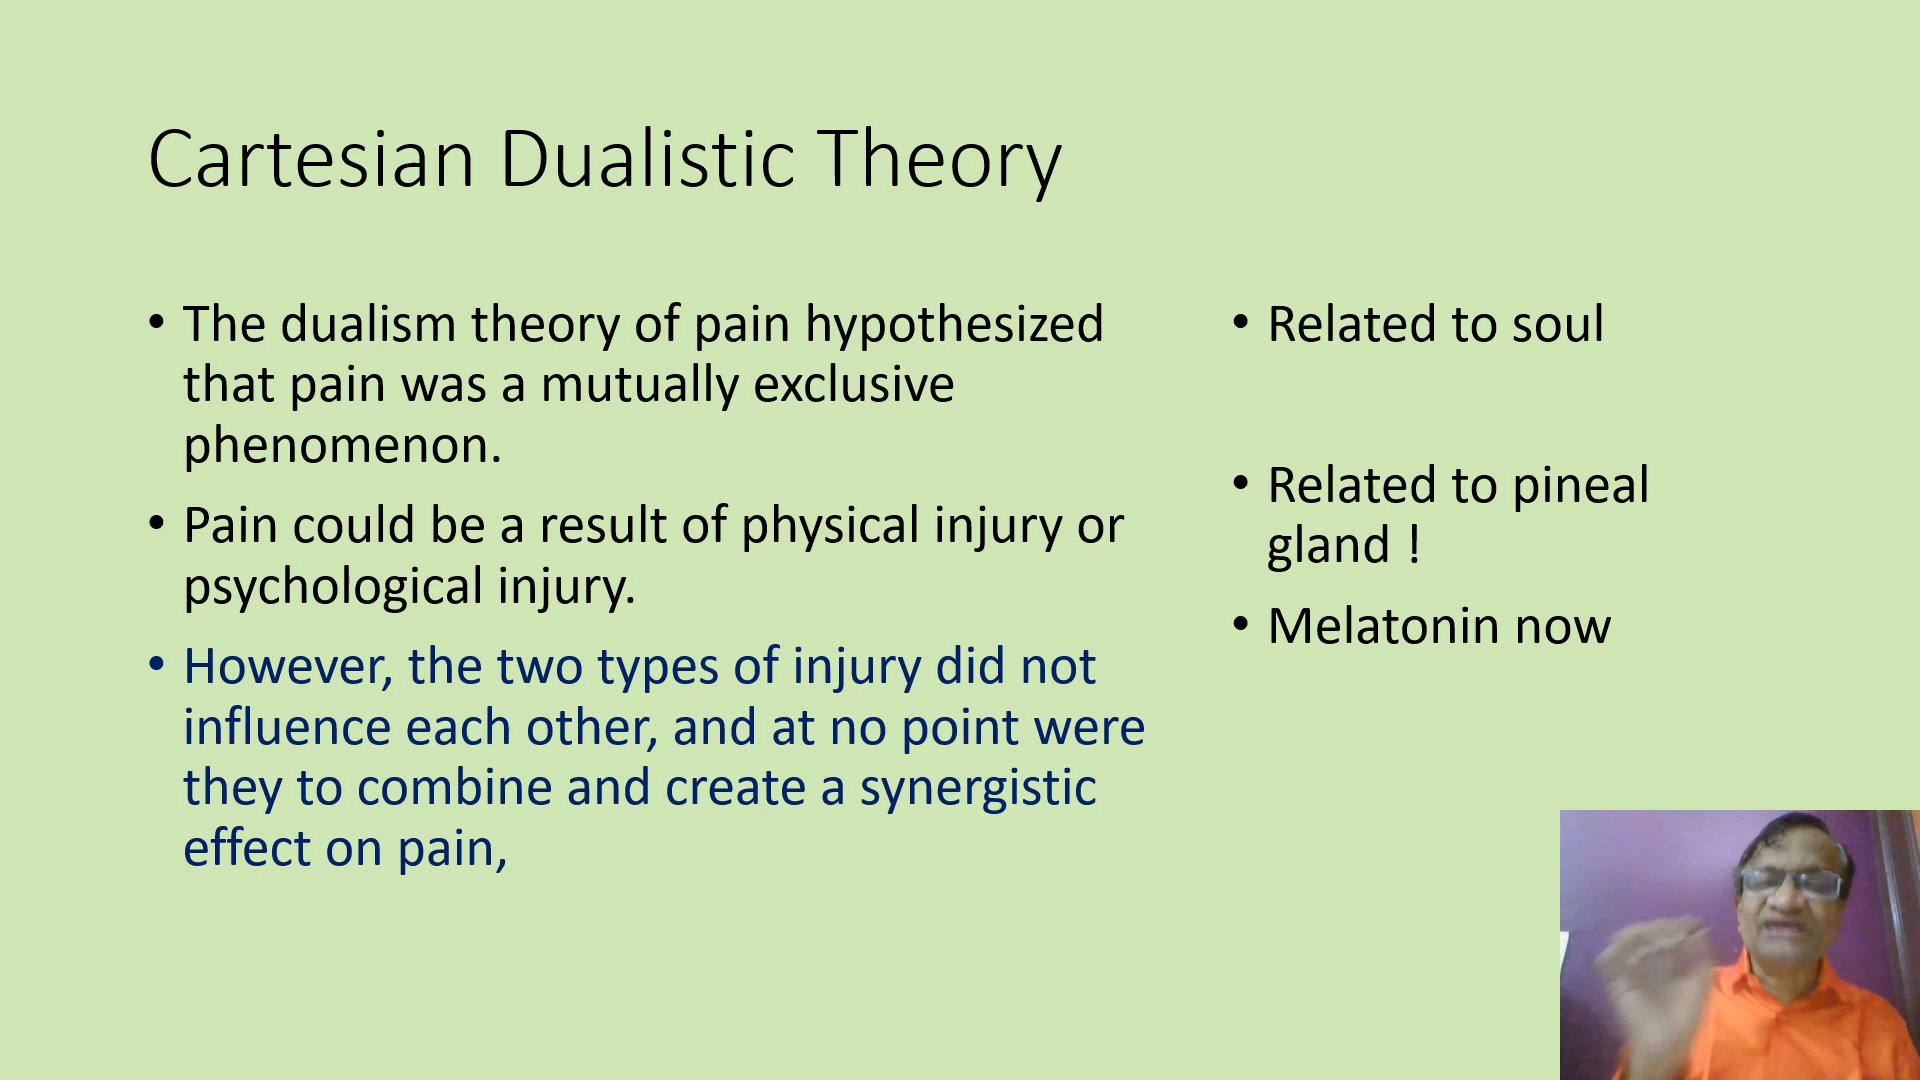 Cartesian Dualistic Theory
• The dualism theory of pain hypothesized
that pain was a mutually exclusive
phenomenon.
• Pain could be a result of physical injury or
psychological injury.
• However, the two types of injury did not
influence each other, and at no point were
they to combine and create a synergistic
effect on pain,
• Related to soul
• Related to pineal
gland !
• Melatonin now